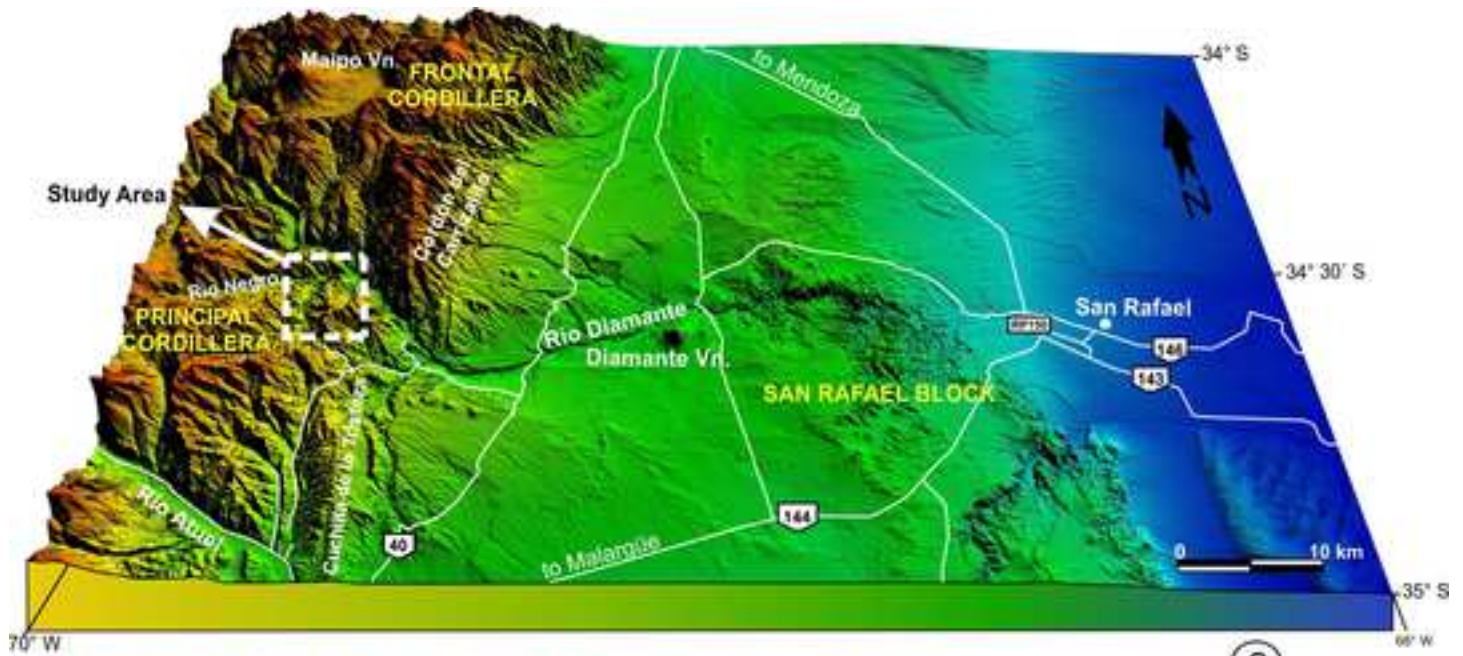 Maipo Vn.
FRONTAL
CORDILLERA
to Mendoza
34° S
Study Area
Cordón del
Carrizalito
N
34° 30' S
Río Negro
PRINCIPAL
CORDILLERA
Río Diamante
San Rafael
Diamante Vn.
146
143
SAN RAFAEL BLOCK
Cuchilla de la Tristeza
Río Atuel
144
40
to Malargüe
0 10 km
35° S
70° W
68° W